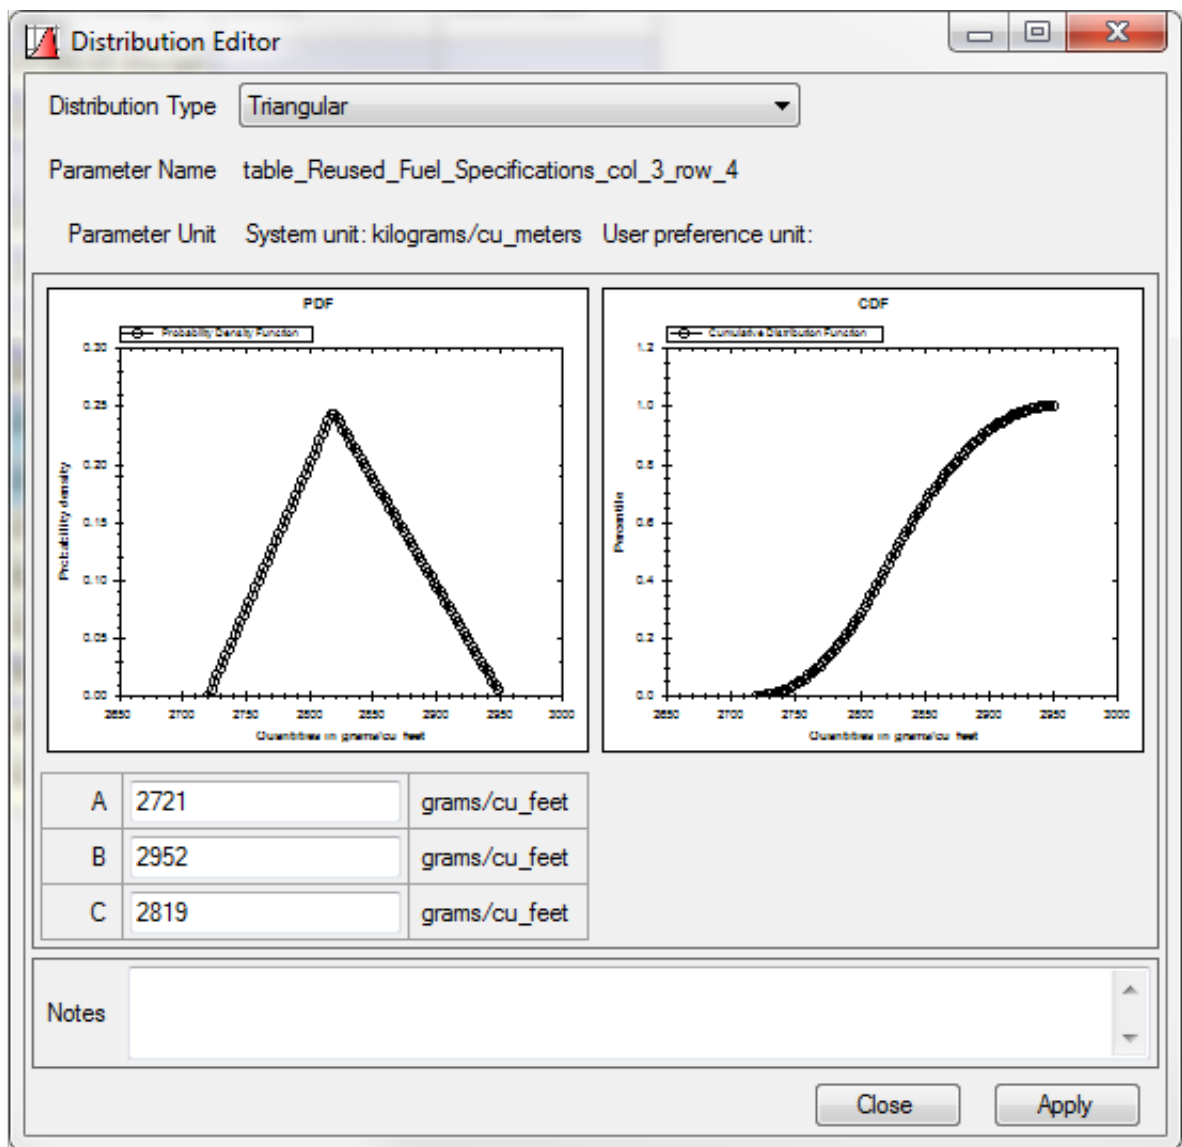 Distribution Editor
Distribution Type Triangular
Parameter Name table_Reused_Fuel_Specifications_col_3_row_4
Parameter Unit System unit: kilograms/cu_meters User preference unit:
PDF
Probability Density Function
0.30
0.25
0.20
0.15
0.10
0.05
0.00
Probability density
2650 2700 2750 2800 2850 2900 2950 3000
Quantities in grams/cu_feet
CDF
Cumulative Distribution Function
1.2
1.0
0.8
0.6
0.4
0.2
0.0
Percentile
2650 2700 2750 2800 2850 2900 2950 3000
Quantities in grams/cu_feet
A 2721 grams/cu_feet
B 2952 grams/cu_feet
C 2819 grams/cu_feet
Notes
Close Apply